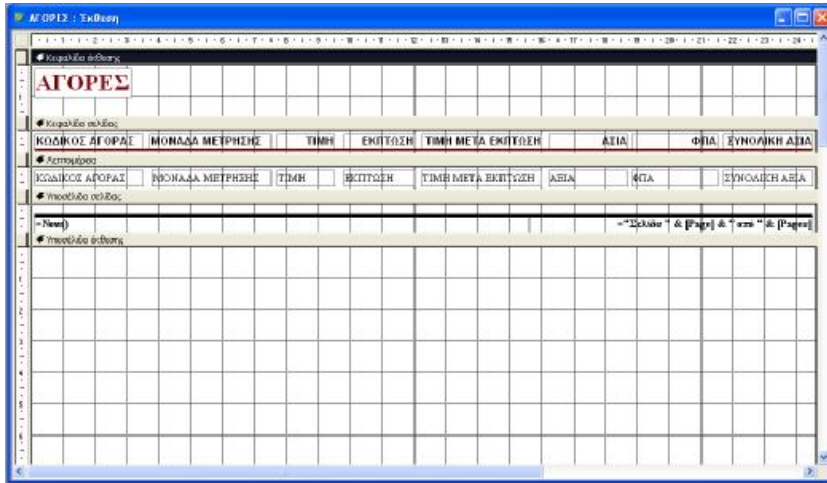 ΑΓΟΡΕΣ : Έκθεση
Κεφαλίδα έκθεσης
ΑΓΟΡΕΣ
Κεφαλίδα σελίδας
ΚΩΔΙΚΟΣ ΑΓΟΡΑΣ ΜΟΝΑΔΑ ΜΕΤΡΗΣΗΣ ΤΙΜΗ ΕΚΠΤΩΣΗ ΤΙΜΗ ΜΕΤΑ ΕΚΠΤΩΣΗ ΑΞΙΑ ΦΠΑ ΣΥΝΟΛΙΚΗ ΑΞΙΑ
Λεπτομέρεια
ΚΩΔΙΚΟΣ ΑΓΟΡΑΣ ΜΟΝΑΔΑ ΜΕΤΡΗΣΗΣ ΤΙΜΗ ΕΚΠΤΩΣΗ ΤΙΜΗ ΜΕΤΑ ΕΚΠΤΩΣΗ ΑΞΙΑ ΦΠΑ ΣΥΝΟΛΙΚΗ ΑΞΙΑ
Υποσέλιδο σελίδας
=Now() ="Σελίδα " & [Page] & " από " & [Pages]
Υποσέλιδο έκθεσης